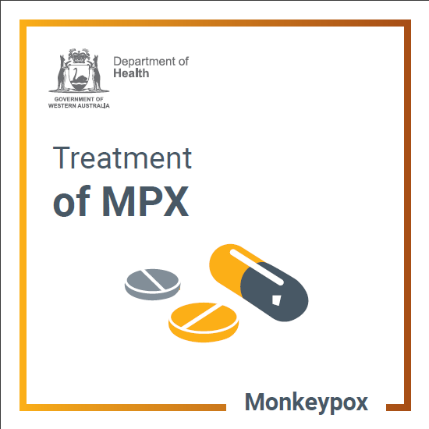 Department of
Health
GOVERNMENT OF
WESTERN AUSTRALIA
Treatment
of MPX
Monkeypox